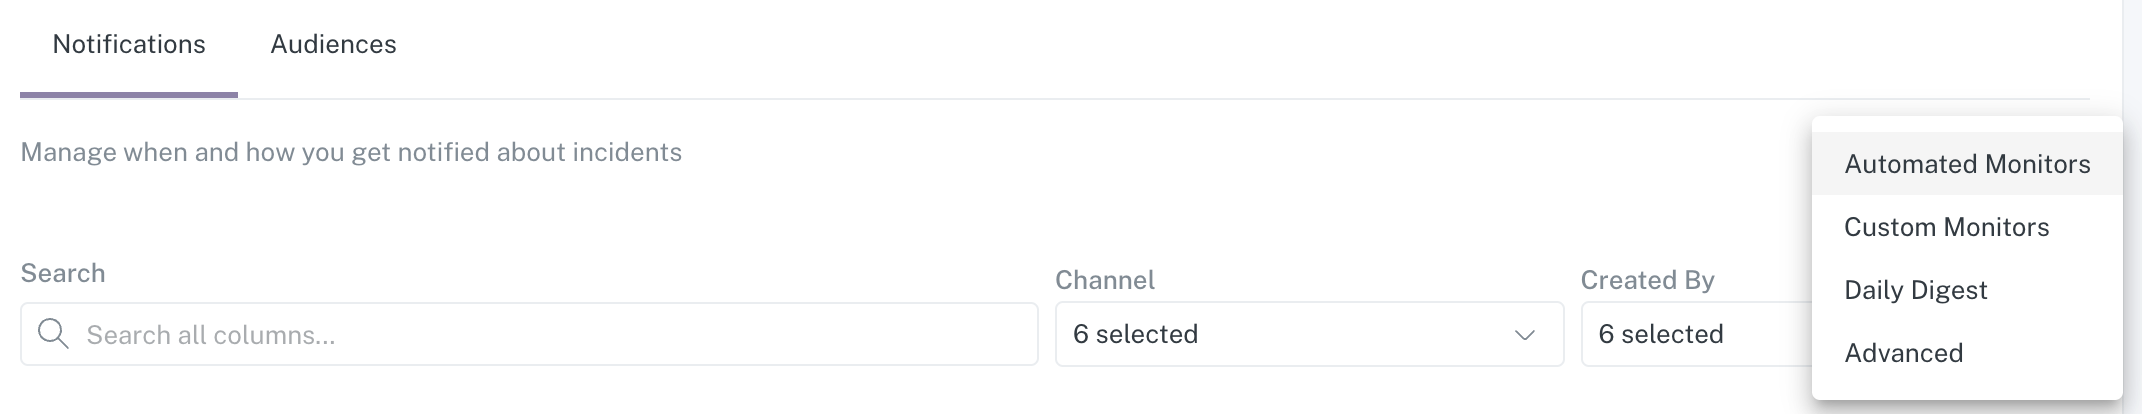 Notifications
Audiences
Manage when and how you get notified about incidents
Search
Search all columns...
Channel
6 selected
Created By
6 selected
Automated Monitors
Custom Monitors
Daily Digest
Advanced